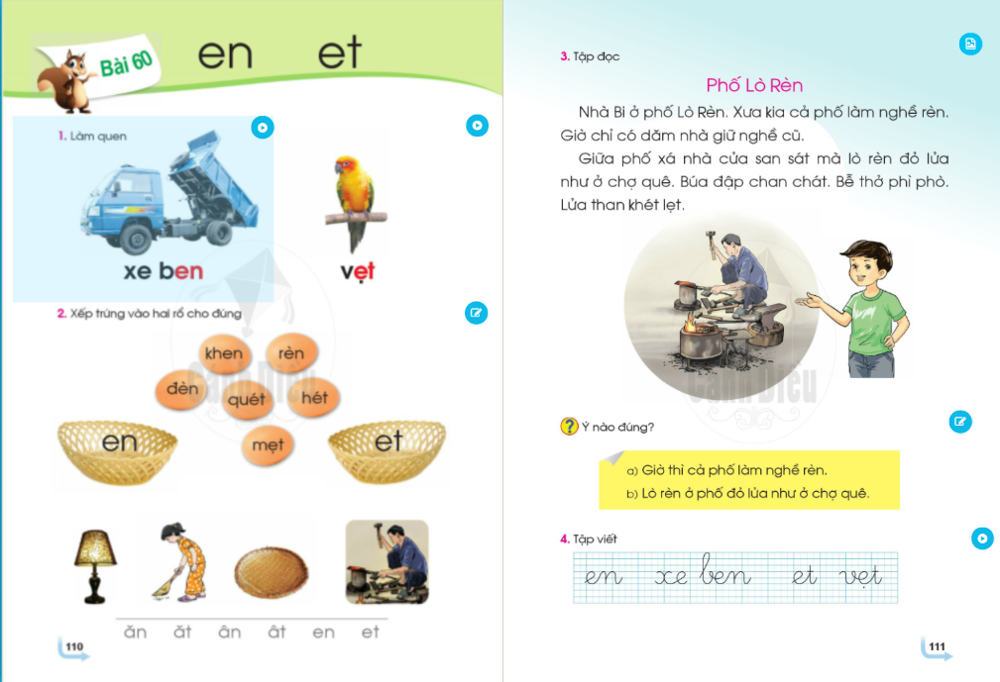 Bài 60
en et
1. Làm quen
xe ben
vẹt
2. Xếp trứng vào hai rổ cho đúng
khen
rèn
đèn
quét
hét
mẹt
en
et
ăn ăt ân ât en et
110
3. Tập đọc
Phố Lò Rèn
Nhà Bi ở phố Lò Rèn. Xưa kia cả phố làm nghề rèn.
Giờ chỉ có dăm nhà giữ nghề cũ.
Giữa phố xá nhà cửa san sát mà lò rèn đỏ lửa
như ở chợ quê. Búa đập chan chát. Bễ thở phì phò.
Lửa than khét lẹt.
Cánh Diều
Cánh Diều
? Ý nào đúng?
a) Giờ thì cả phố làm nghề rèn.
b) Lò rèn ở phố đỏ lửa như ở chợ quê.
4. Tập viết
en xe ben et vẹt
111